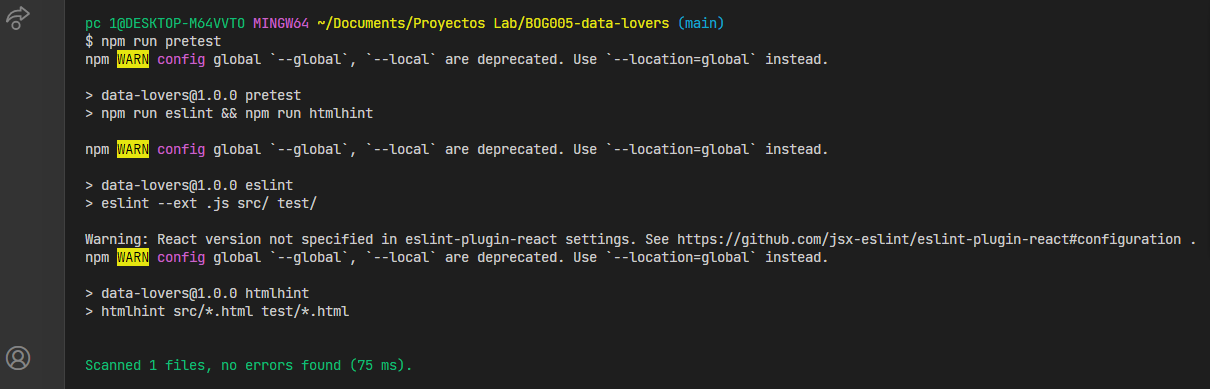 pc 1@DESKTOP-M64VVTO MINGW64 ~/Documents/Proyectos Lab/BOG005-data-lovers (main)
$ npm run pretest
npm WARN config global `--global`, `--local` are deprecated. Use `--location=global` instead.
> data-lovers@1.0.0 pretest
> npm run eslint && npm run htmlhint
npm WARN config global `--global`, `--local` are deprecated. Use `--location=global` instead.
> data-lovers@1.0.0 eslint
> eslint --ext .js src/ test/
Warning: React version not specified in eslint-plugin-react settings. See https://github.com/jsx-eslint/eslint-plugin-react#configuration .
npm WARN config global `--global`, `--local` are deprecated. Use `--location=global` instead.
> data-lovers@1.0.0 htmlhint
> htmlhint src/*.html test/*.html
Scanned 1 files, no errors found (75 ms).